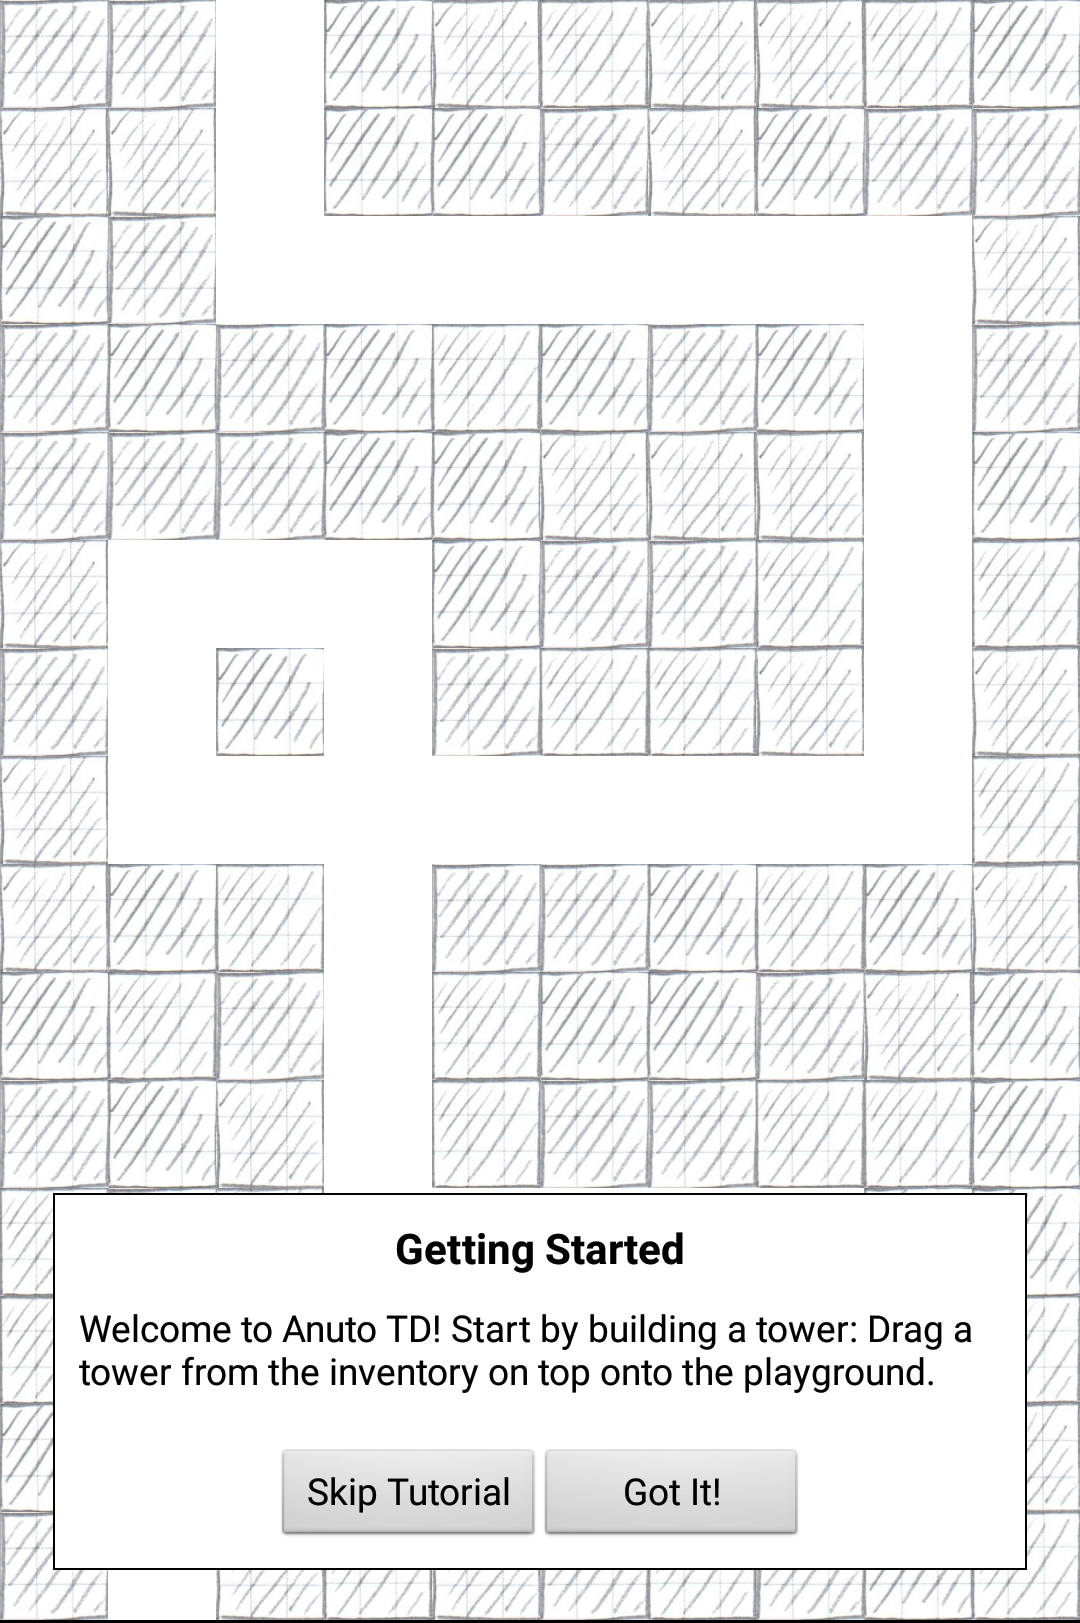 Getting Started
Welcome to Anuto TD! Start by building a tower: Drag a
tower from the inventory on top onto the playground.
Skip Tutorial
Got It!